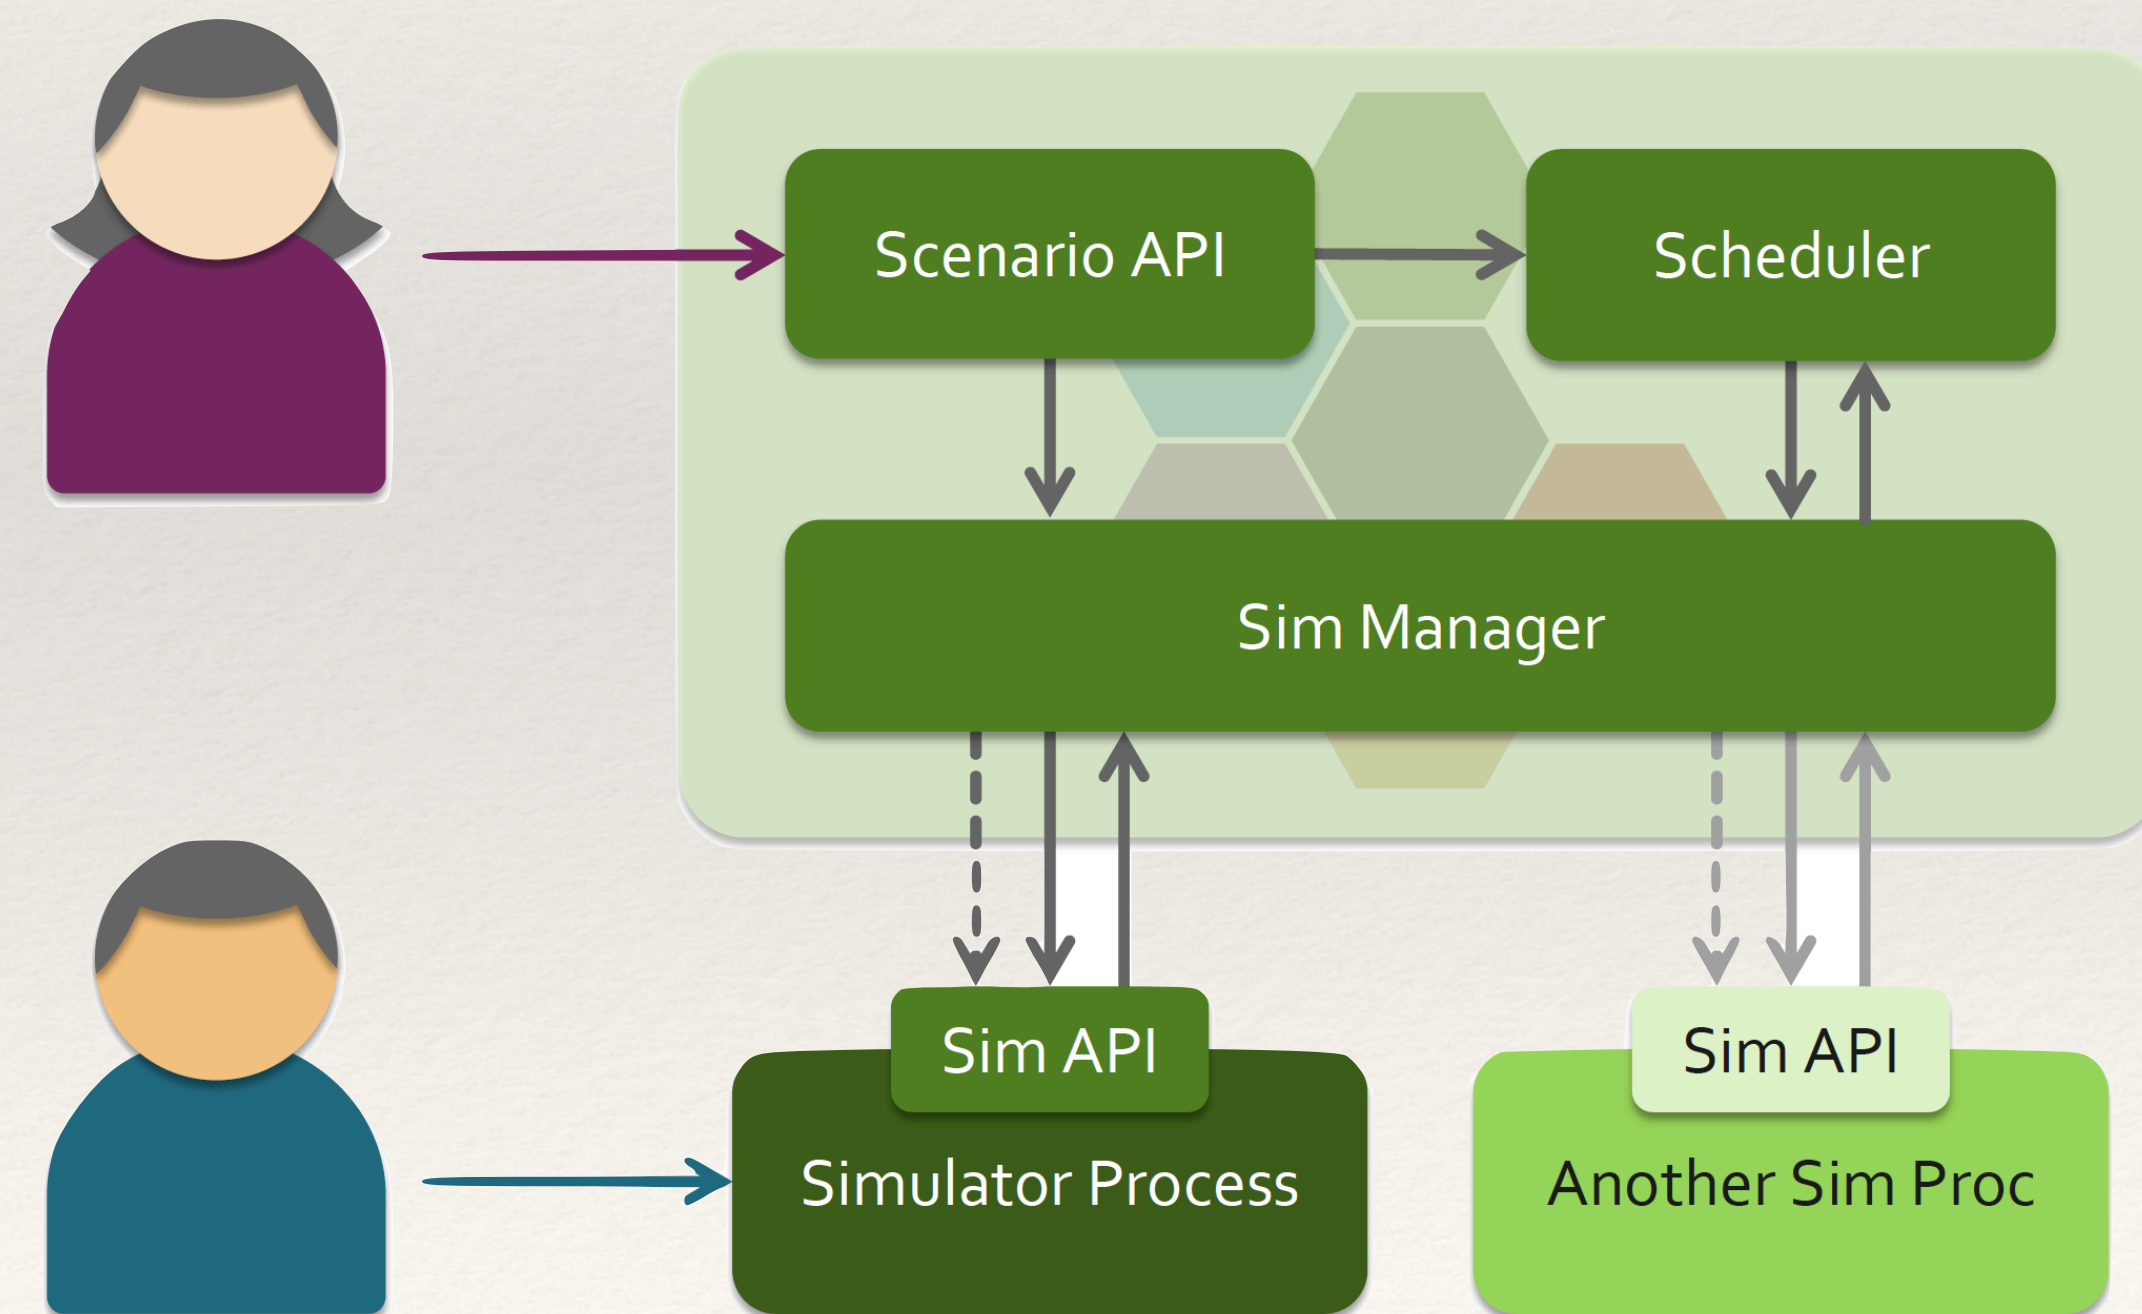 Scenario API
Scheduler
Sim Manager
Sim API
Sim API
Simulator Process
Another Sim Proc